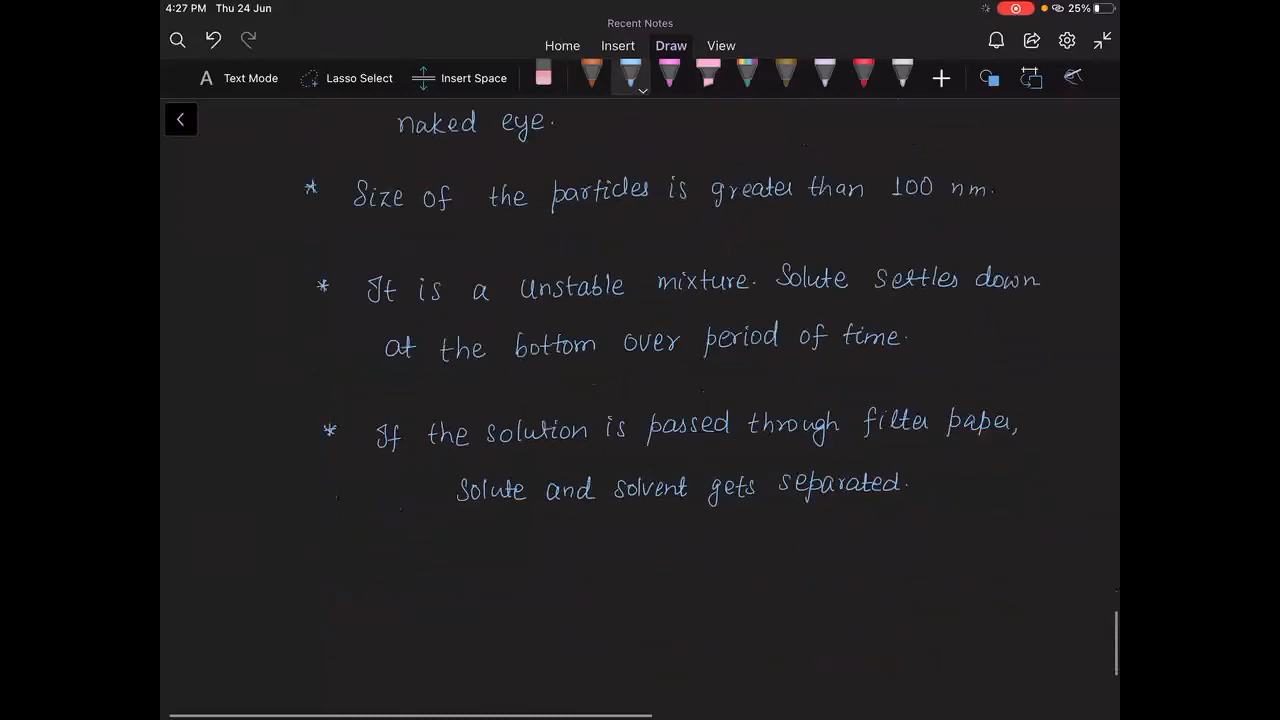 4:27 PM Thu 24 Jun
25%
Recent Notes
Home Insert Draw View
A Text Mode Lasso Select Insert Space
naked eye.
* Size of the particles is greater than 100 nm.
* It is a unstable mixture. Solute settles down
at the bottom over period of time.
* If the solution is passed through filter paper,
solute and solvent gets separated.